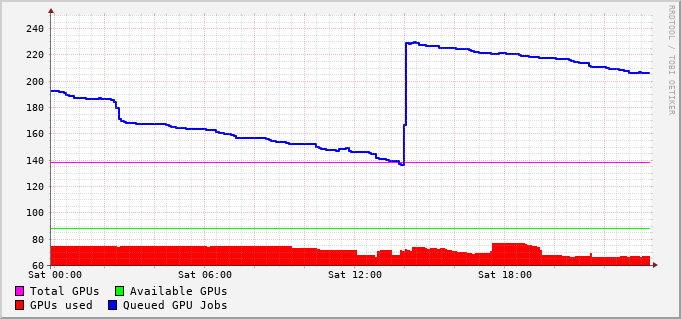 240
220
200
180
160
140
120
100
80
60
Sat 00:00 Sat 06:00 Sat 12:00 Sat 18:00
Total GPUs Available GPUs
GPUs used Queued GPU Jobs
RRDTOOL / TOBI OETIKER